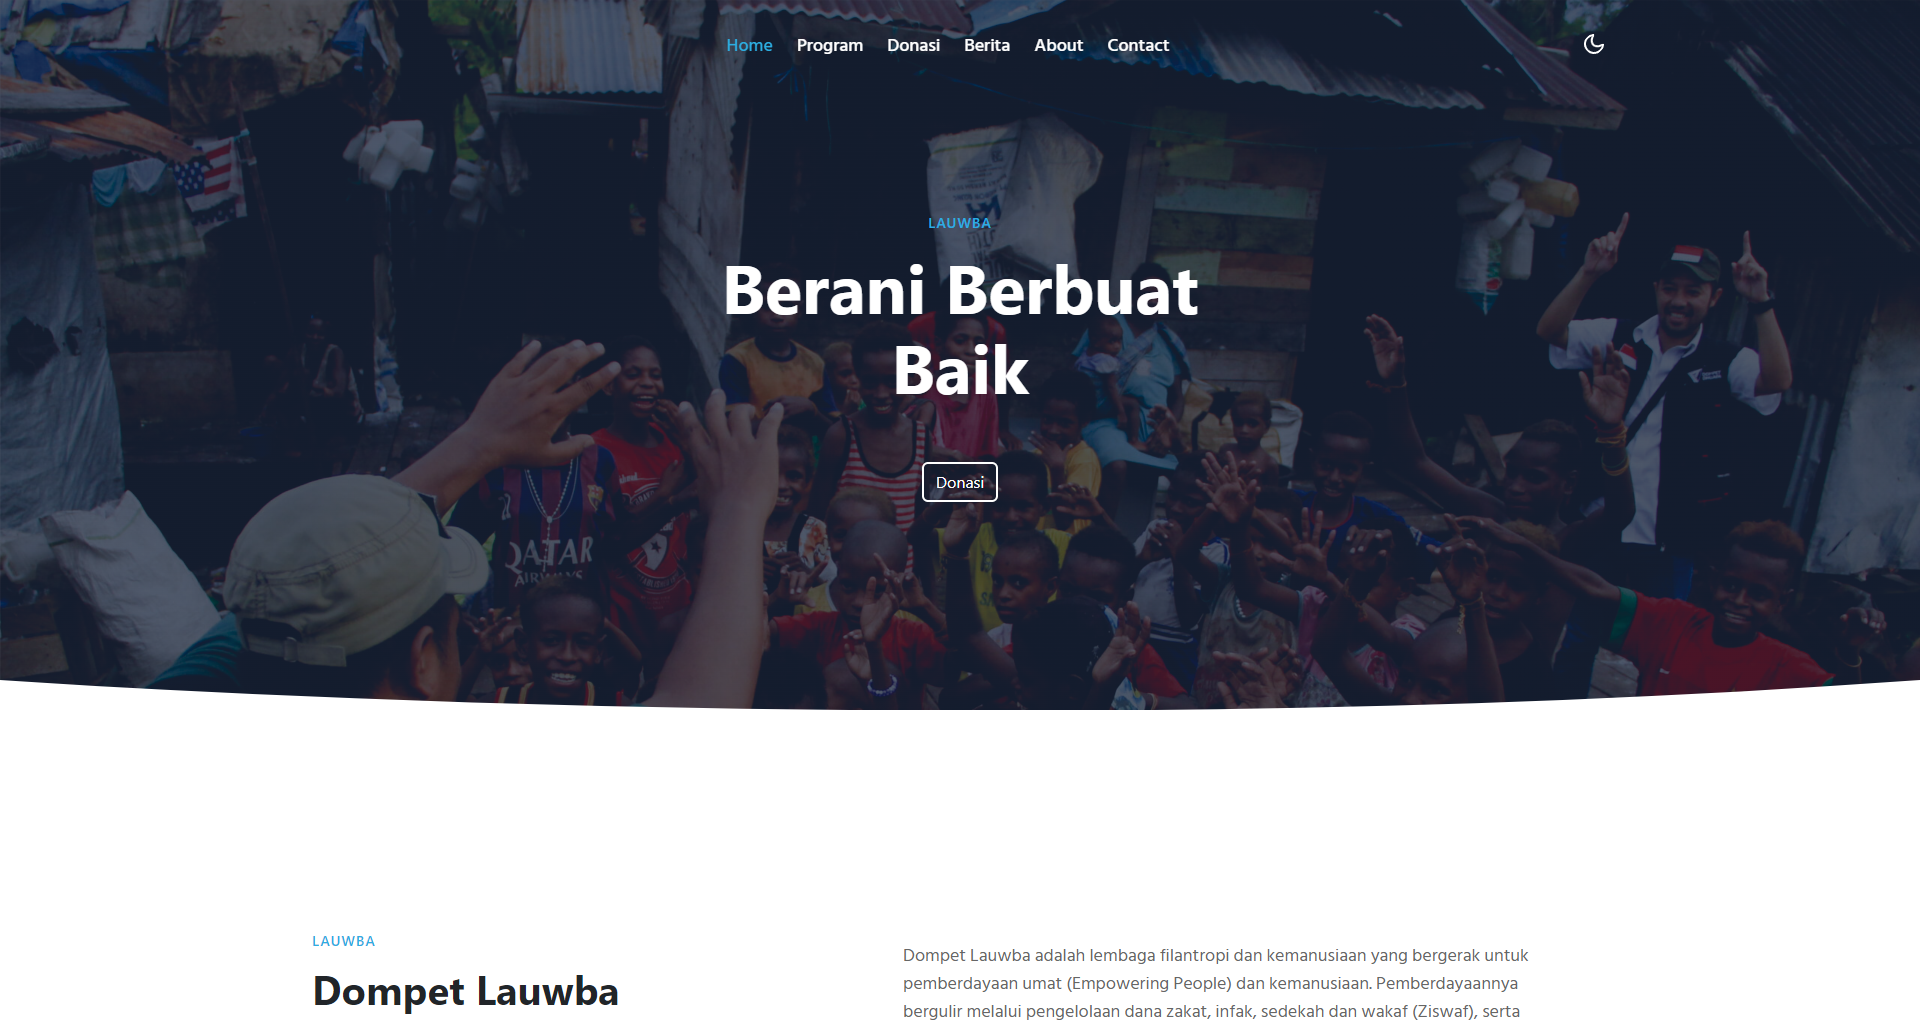 Home Program Donasi Berita About Contact
LAUWBA
Berani Berbuat
Baik
Donasi
QATAR
AIRWAYS
LAUWBA
Dompet Lauwba
Dompet Lauwba adalah lembaga filantropi dan kemanusiaan yang bergerak untuk
pemberdayaan umat (Empowering People) dan kemanusiaan. Pemberdayaannya
bergulir melalui pengelolaan dana zakat, infak, sedekah dan wakaf (Ziswaf), serta